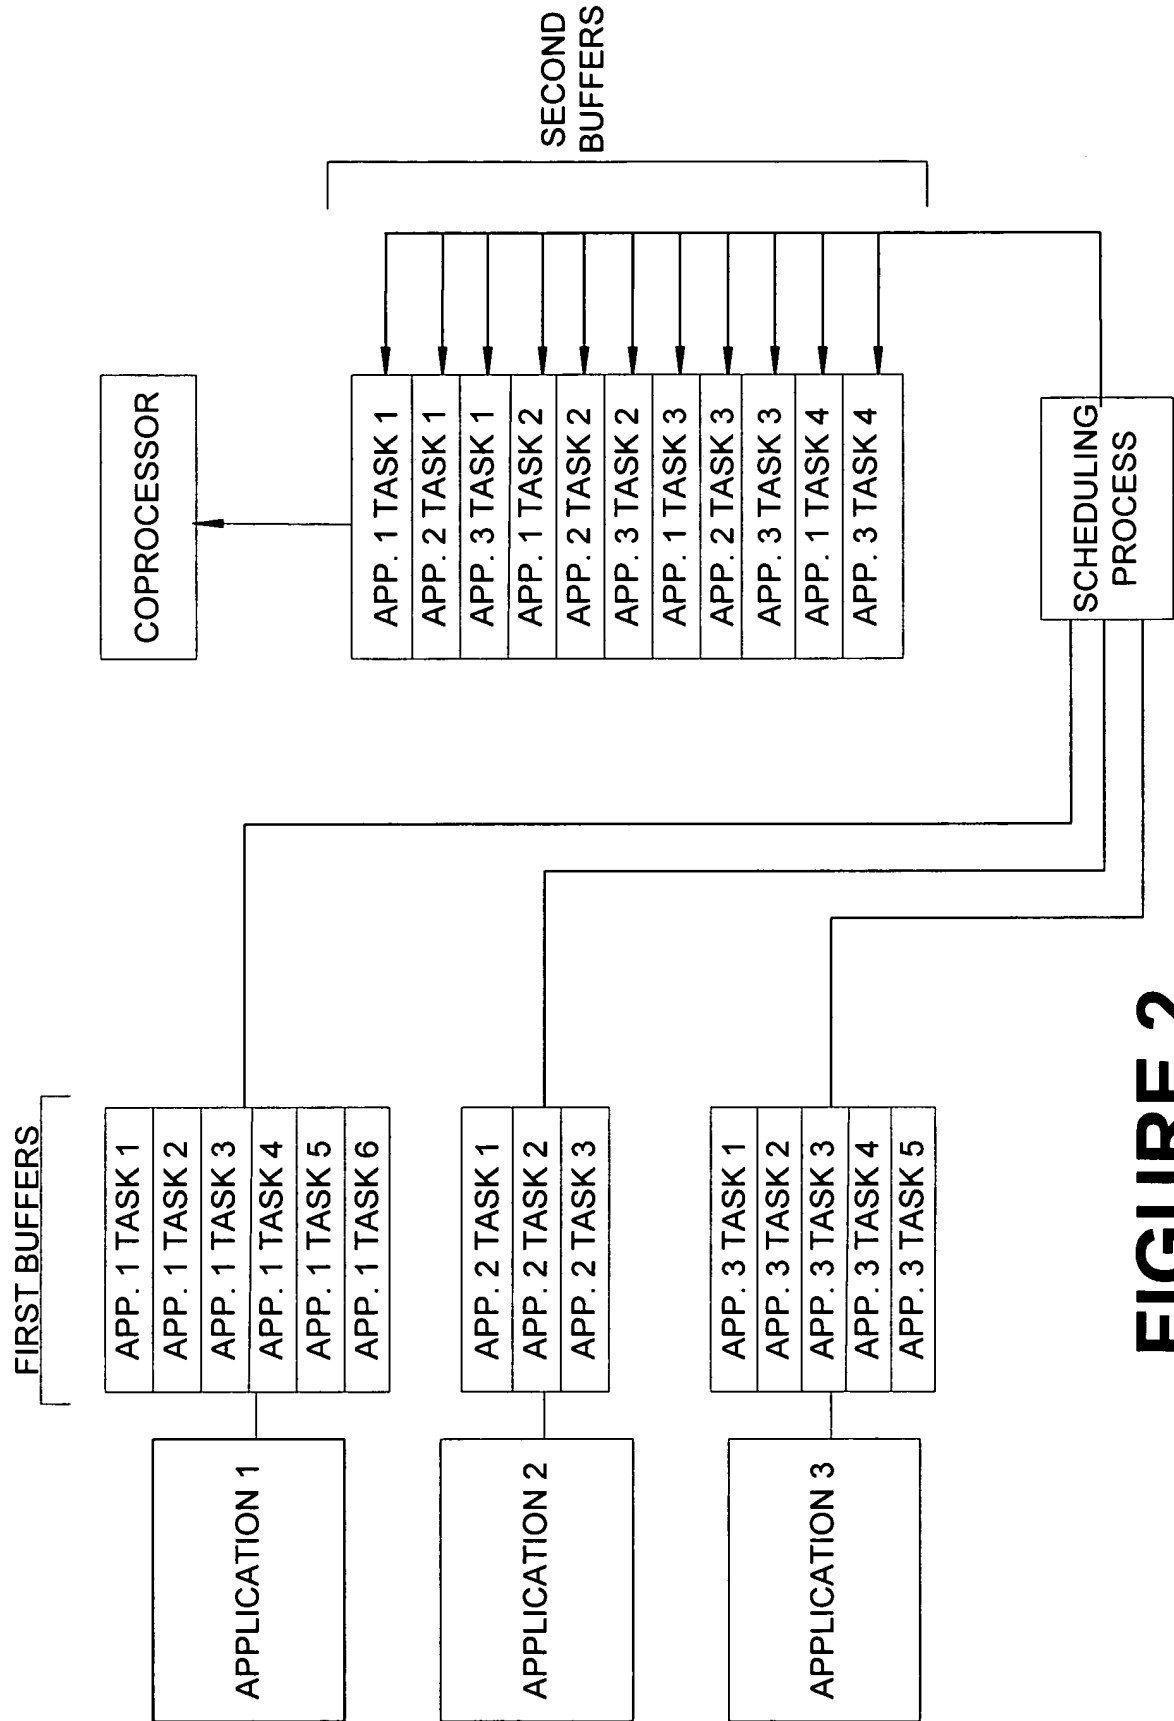 FIRST BUFFERS
APPLICATION 1
APP. 1 TASK 1
APP. 1 TASK 2
APP. 1 TASK 3
APP. 1 TASK 4
APP. 1 TASK 5
APP. 1 TASK 6
APPLICATION 2
APP. 2 TASK 1
APP. 2 TASK 2
APP. 2 TASK 3
APPLICATION 3
APP. 3 TASK 1
APP. 3 TASK 2
APP. 3 TASK 3
APP. 3 TASK 4
APP. 3 TASK 5
COPROCESSOR
APP. 1 TASK 1
APP. 2 TASK 1
APP. 3 TASK 1
APP. 1 TASK 2
APP. 2 TASK 2
APP. 3 TASK 2
APP. 1 TASK 3
APP. 2 TASK 3
APP. 3 TASK 3
APP. 1 TASK 4
APP. 3 TASK 4
SECOND
BUFFERS
SCHEDULING
PROCESS
FIGURE 2